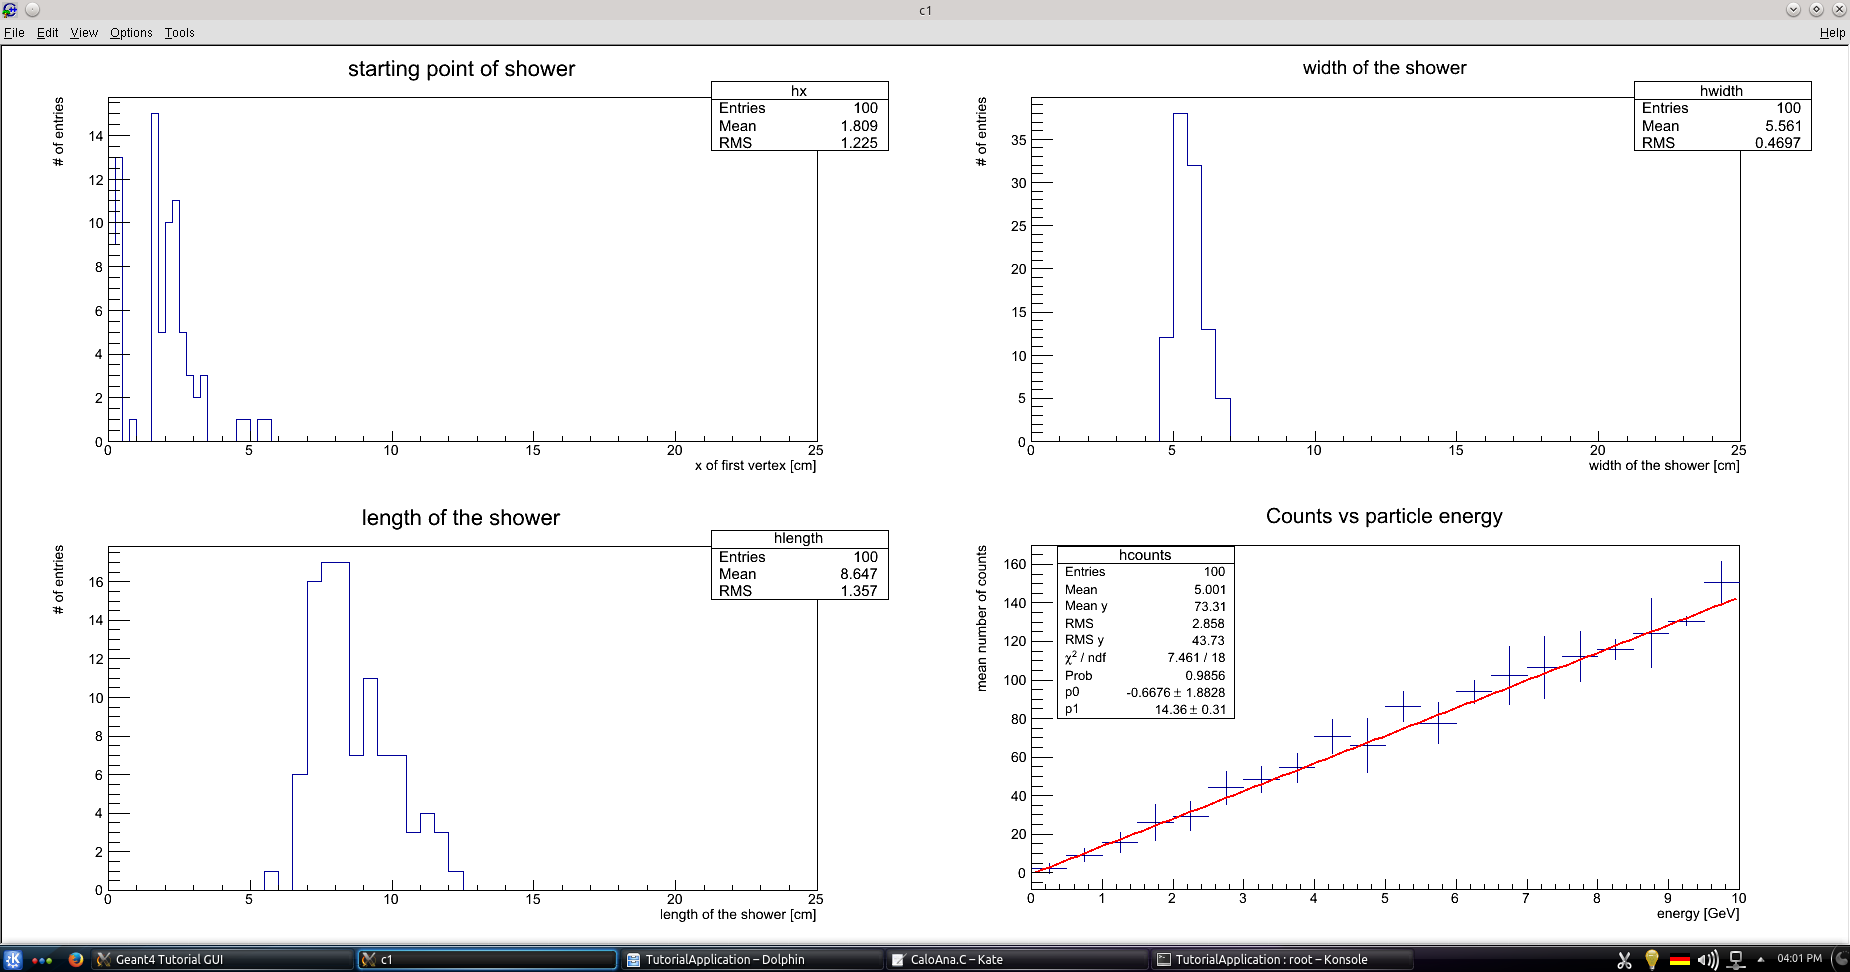 c1
File Edit View Options Tools Help
starting point of shower
# of entries
hx
Entries 100
Mean 1.809
RMS 1.225
14
12
10
8
6
4
2
0
0 5 10 15 20 25
x of first vertex [cm]
width of the shower
# of entries
hwidth
Entries 100
Mean 5.561
RMS 0.4697
35
30
25
20
15
10
5
0
0 5 10 15 20 25
width of the shower [cm]
length of the shower
# of entries
hlength
Entries 100
Mean 8.647
RMS 1.357
16
14
12
10
8
6
4
2
0
0 5 10 15 20 25
length of the shower [cm]
Counts vs particle energy
mean number of counts
hcounts
Entries 100
Mean 5.001
Mean y 73.31
RMS 2.858
RMS y 43.73
χ² / ndf 7.461 / 18
Prob 0.9856
p0 -0.6676 ± 1.8828
p1 14.36 ± 0.31
160
140
120
100
80
60
40
20
0
0 1 2 3 4 5 6 7 8 9 10
energy [GeV]
Geant4 Tutorial GUI
c1
TutorialApplication – Dolphin
CaloAna.C – Kate
TutorialApplication : root – Konsole
04:01 PM